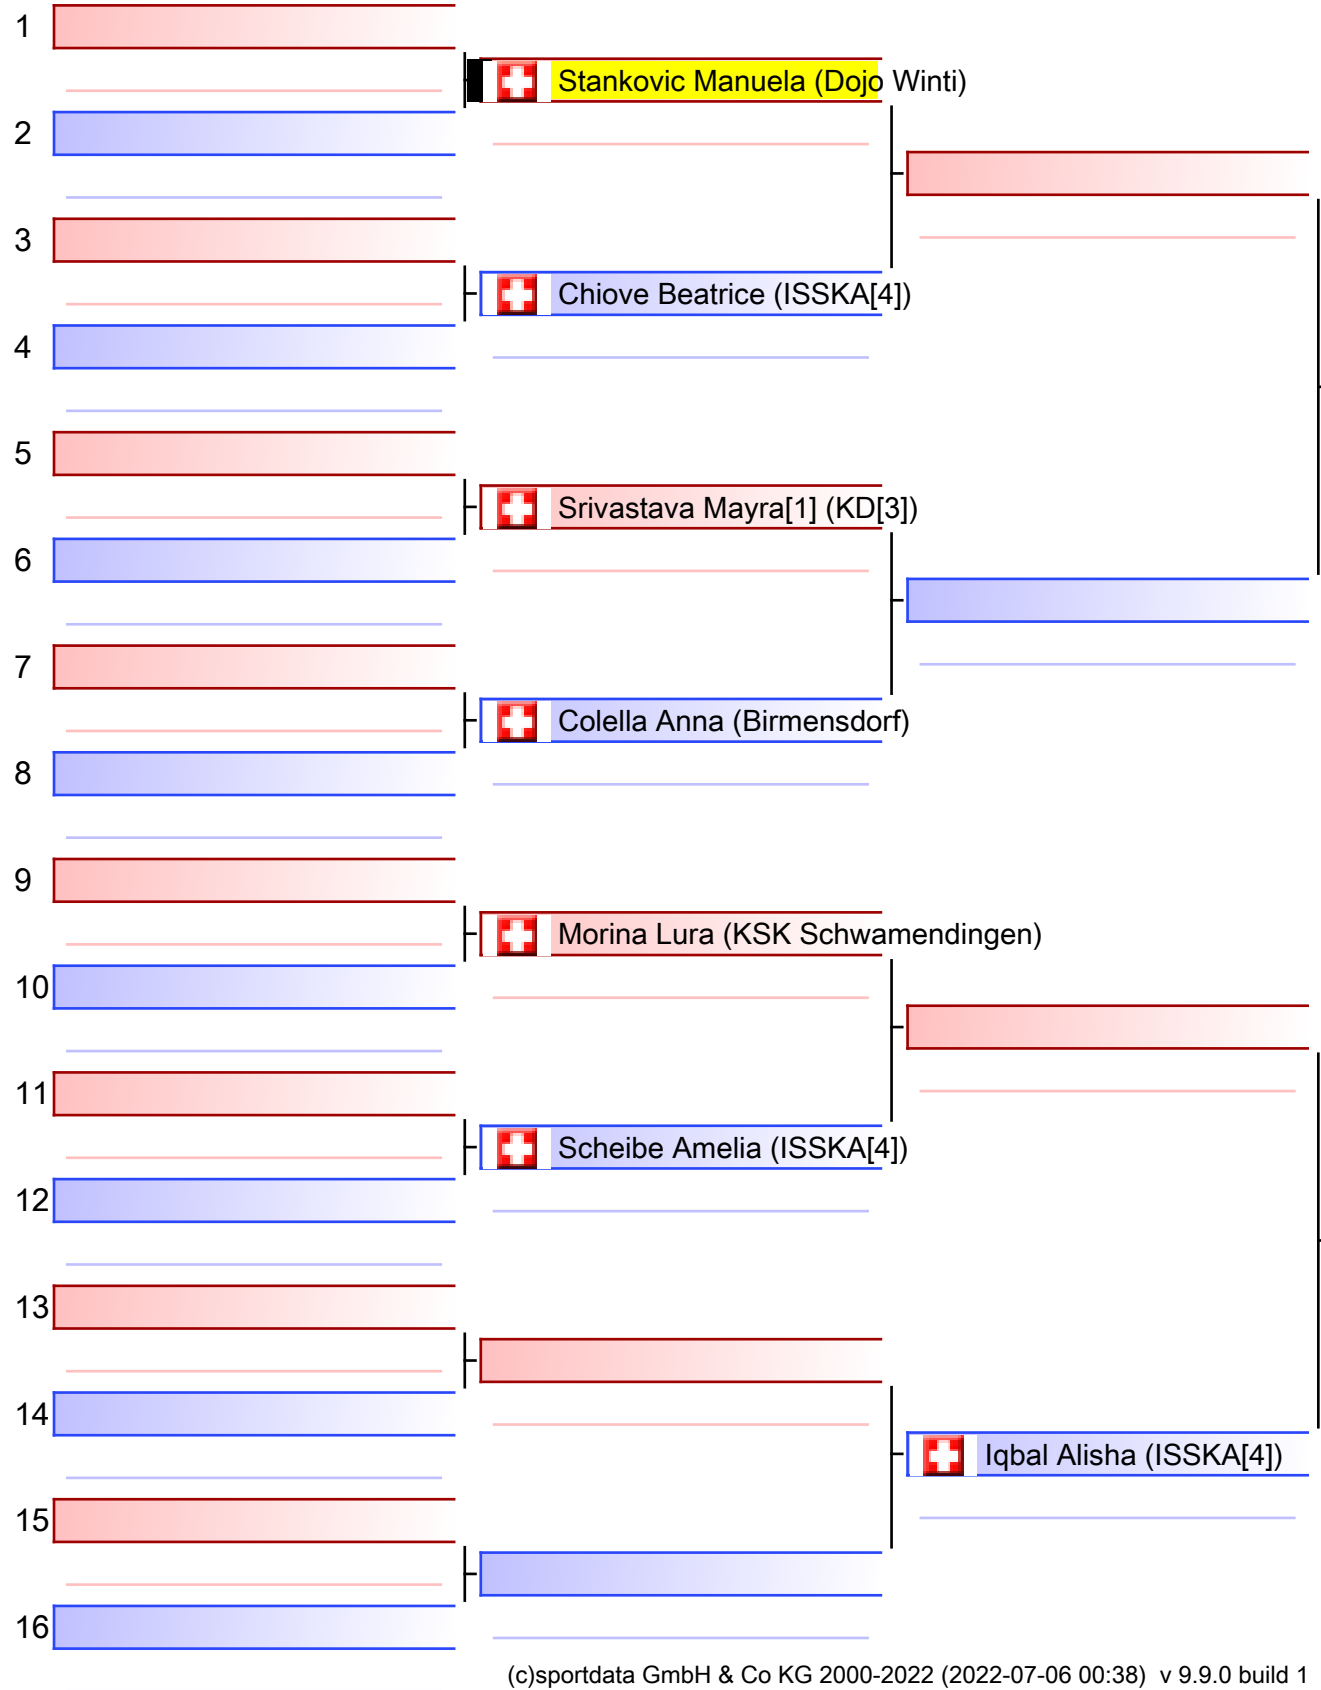 1
Stankovic Manuela (Dojo Winti)
2
3
Chiove Beatrice (ISSKA[4])
4
5
Srivastava Mayra[1] (KD[3])
6
7
Colella Anna (Birmensdorf)
8
9
Morina Lura (KSK Schwamendingen)
10
11
Scheibe Amelia (ISSKA[4])
12
13
14
Iqbal Alisha (ISSKA[4])
15
16
(c)sportdata GmbH & Co KG 2000-2022 (2022-07-06 00:38) v 9.9.0 build 1